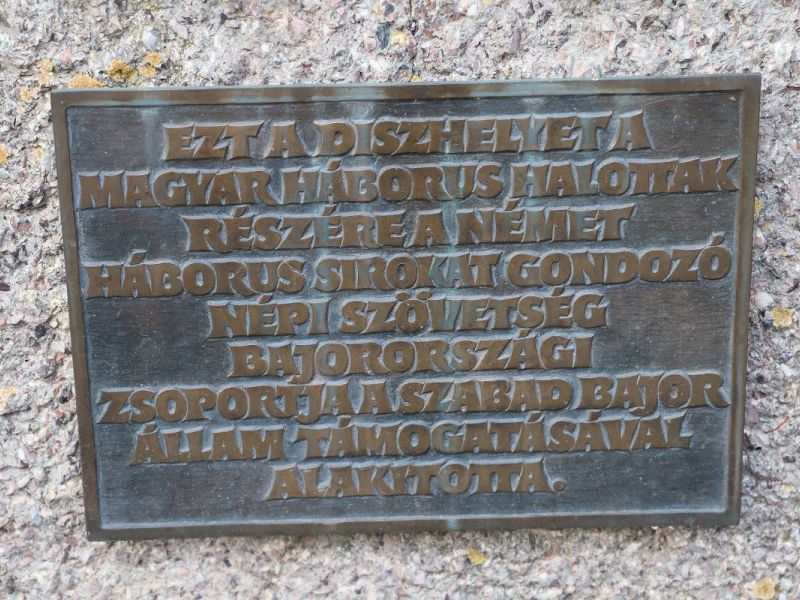 EZT A DISZHELYET A
MAGYAR HÁBORUS HALOTTAK
RÉSZÉRE A NÉMET
HÁBORUS SIROKAT GONDOZÓ
NÉPI SZÖVETSÉG
BAJORORSZÁGI
ZSOPORTJA A SZABAD BAJOR
ÁLLAM TÁMOGATÁSÁVAL
ALAKITOTTA.